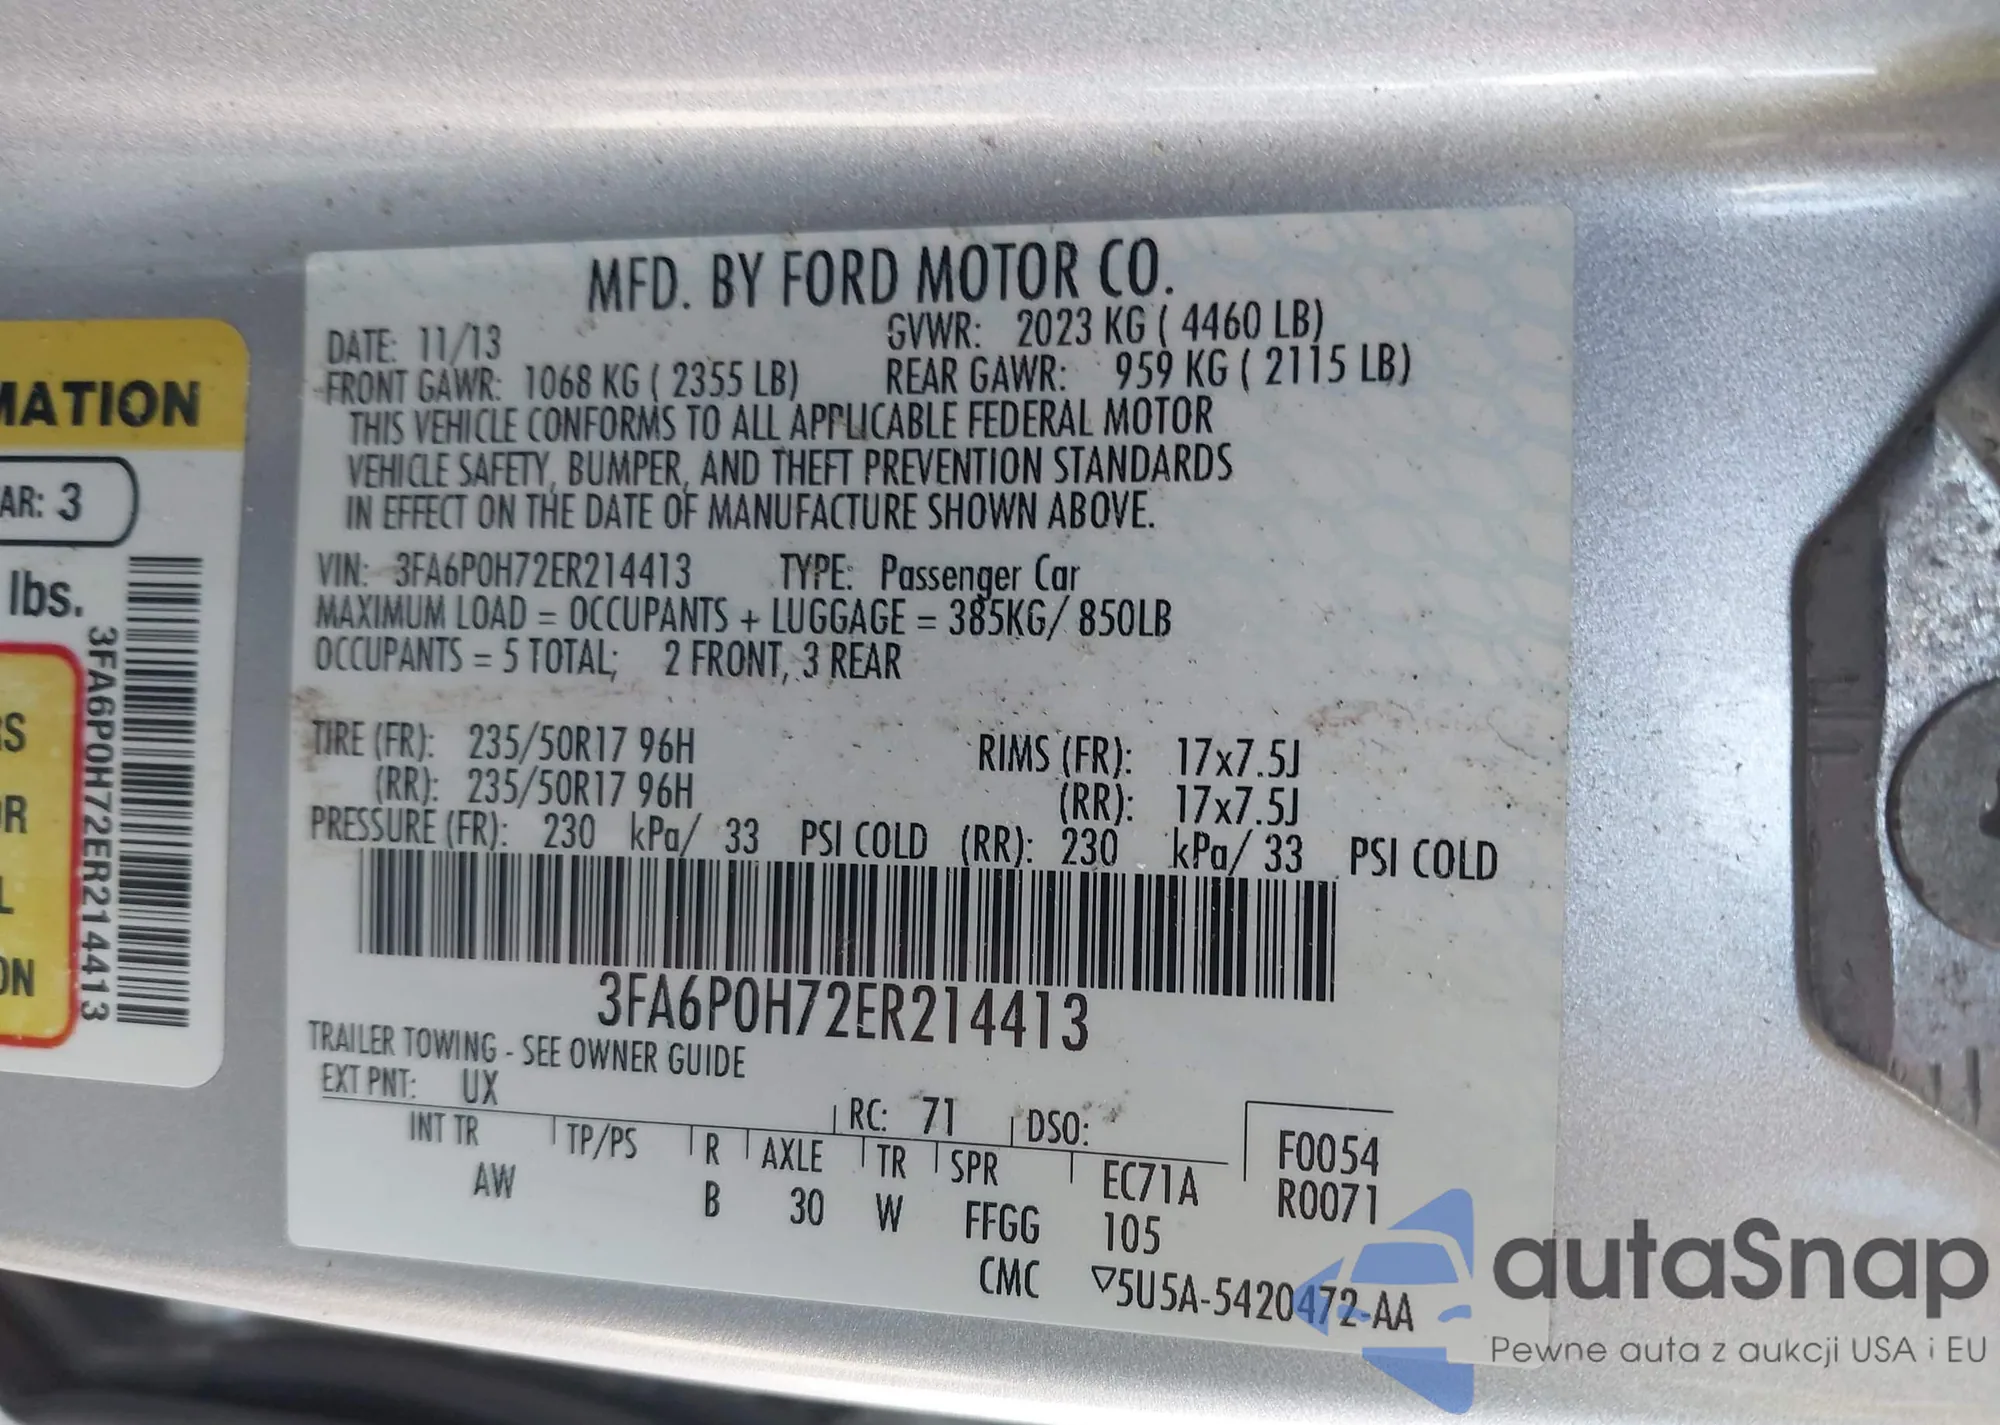 MATION
AR: 3
lbs.
3FA6P0H72ER214413
S
OR
L
ON
MFD. BY FORD MOTOR CO.
DATE: 11/13 GVWR: 2023 KG ( 4460 LB)
FRONT GAWR: 1068 KG ( 2355 LB) REAR GAWR: 959 KG ( 2115 LB)
THIS VEHICLE CONFORMS TO ALL APPLICABLE FEDERAL MOTOR
VEHICLE SAFETY, BUMPER, AND THEFT PREVENTION STANDARDS
IN EFFECT ON THE DATE OF MANUFACTURE SHOWN ABOVE.
VIN: 3FA6P0H72ER214413 TYPE: Passenger Car
MAXIMUM LOAD = OCCUPANTS + LUGGAGE = 385KG/ 850LB
OCCUPANTS = 5 TOTAL; 2 FRONT, 3 REAR
TIRE (FR): 235/50R17 96H RIMS (FR): 17x7.5J
(RR): 235/50R17 96H (RR): 17x7.5J
PRESSURE (FR): 230 kPa/ 33 PSI COLD (RR): 230 kPa/ 33 PSI COLD
3FA6P0H72ER214413
TRAILER TOWING - SEE OWNER GUIDE
EXT PNT: UX RC: 71 DSO:
INT TR TP/PS R AXLE TR SPR EC71A F0054
AW B 30 W FFGG 105 R0071
CMC ▽5U5A-5420472-AA
autaSnap
Pewne auta z aukcji USA i EU